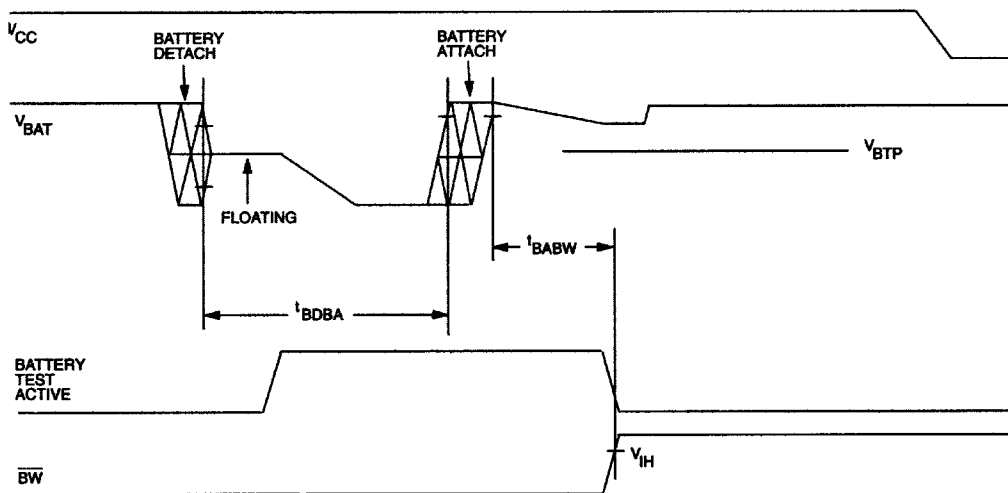 VCC
BATTERY
DETACH
BATTERY
ATTACH
VBAT
VBTP
FLOATING
tBABW
tBDBA
BATTERY
TEST
ACTIVE
BW
VIH